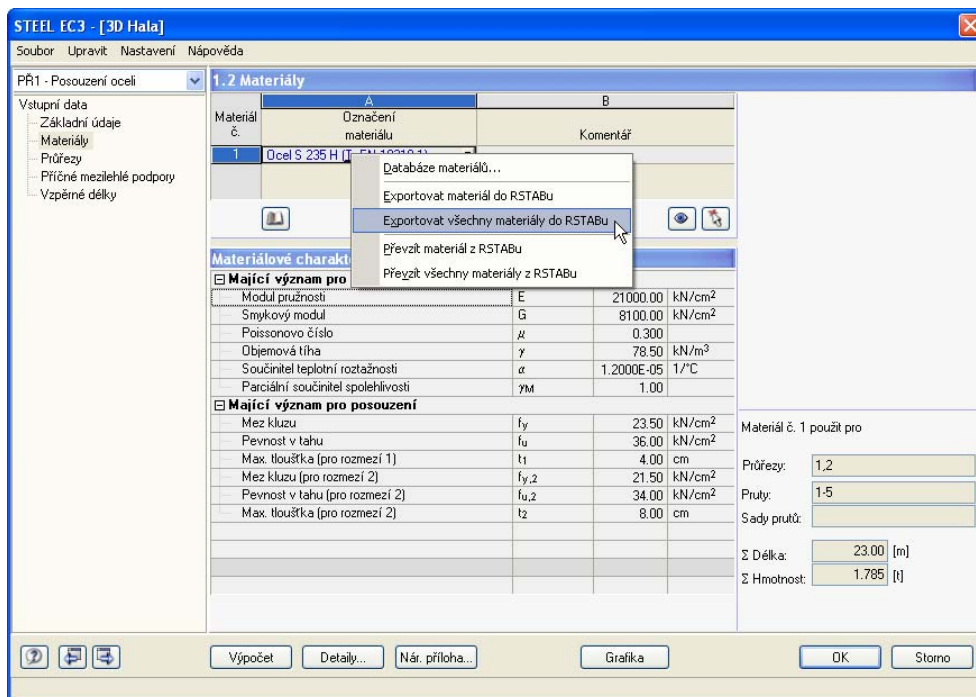 STEEL EC3 - [3D Hala]
Soubor Upravit Nastavení Nápověda
PŘ1 - Posouzení oceli
Vstupní data
Základní údaje
Materiály
Průřezy
Příčné mezilehlé podpory
Vzpěrné délky
1.2 Materiály
A B
Materiál č. Označení materiálu Komentář
1 Ocel S 235 H
Databáze materiálů...
Exportovat materiál do RSTABu
Exportovat všechny materiály do RSTABu
Převzít materiál z RSTABu
Převzít všechny materiály z RSTABu
Materiálové
Mající význam pro
Modul pružnosti E 21000.00 kN/cm2
Smykový modul G 8100.00 kN/cm2
Poissonovo číslo μ 0.300
Objemová tíha γ 78.50 kN/m3
Součinitel teplotní roztažnosti α 1.2000E-05 1/°C
Parciální součinitel spolehlivosti γM 1.00
Mající význam pro posouzení
Mez kluzu fy 23.50 kN/cm2
Pevnost v tahu fu 36.00 kN/cm2
Max. tloušťka (pro rozmezí 1) t1 4.00 cm
Mez kluzu (pro rozmezí 2) fy,2 21.50 kN/cm2
Pevnost v tahu (pro rozmezí 2) fu,2 34.00 kN/cm2
Max. tloušťka (pro rozmezí 2) t2 8.00 cm
Materiál č. 1 použit pro
Průřezy: 1,2
Pruty: 1-5
Sady prutů:
Σ Délka: 23.00 [m]
Σ Hmotnost: 1.785 [t]
Výpočet Detaily... Nár. příloha... Grafika OK Storno